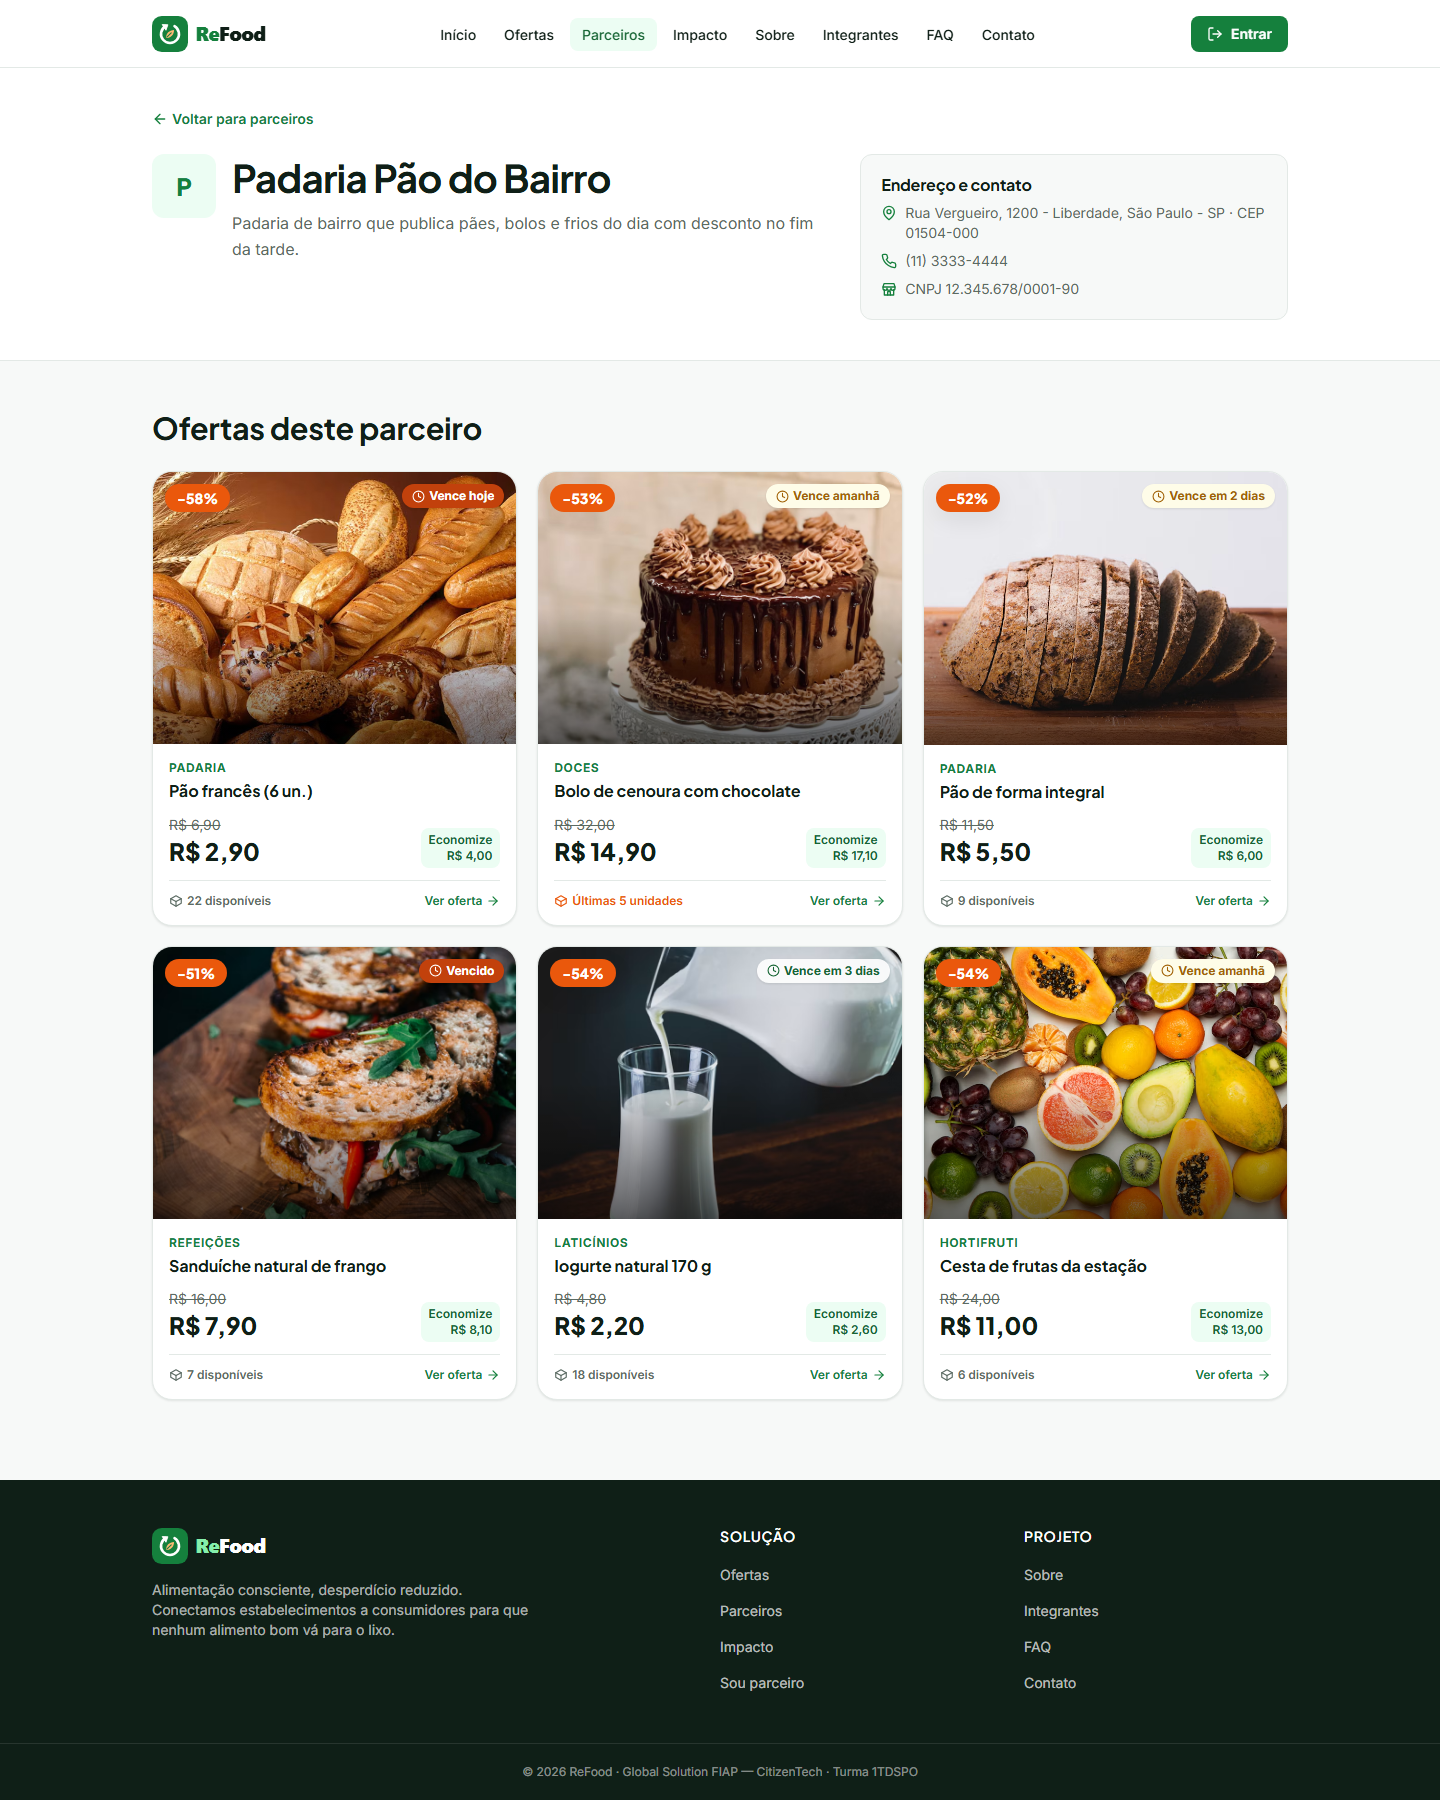 ReFood
Início
Ofertas
Parceiros
Impacto
Sobre
Integrantes
FAQ
Contato
Entrar
Voltar para parceiros
P
Padaria Pão do Bairro
Padaria de bairro que publica pães, bolos e frios do dia com desconto no fim
da tarde.
Endereço e contato
Rua Vergueiro, 1200 - Liberdade, São Paulo - SP · CEP
01504-000
(11) 3333-4444
CNPJ 12.345.678/0001-90
Ofertas deste parceiro
-58%
Vence hoje
PADARIA
Pão francês (6 un.)
R$ 6,90
R$ 2,90
Economize
R$ 4,00
22 disponíveis
Ver oferta
-53%
Vence amanhã
DOCES
Bolo de cenoura com chocolate
R$ 32,00
R$ 14,90
Economize
R$ 17,10
Últimas 5 unidades
Ver oferta
-52%
Vence em 2 dias
PADARIA
Pão de forma integral
R$ 11,50
R$ 5,50
Economize
R$ 6,00
9 disponíveis
Ver oferta
-51%
Vencido
REFEIÇÕES
Sanduíche natural de frango
R$ 16,00
R$ 7,90
Economize
R$ 8,10
7 disponíveis
Ver oferta
-54%
Vence em 3 dias
LATICÍNIOS
Iogurte natural 170 g
R$ 4,80
R$ 2,20
Economize
R$ 2,60
18 disponíveis
Ver oferta
-54%
Vence amanhã
HORTIFRUTI
Cesta de frutas da estação
R$ 24,00
R$ 11,00
Economize
R$ 13,00
6 disponíveis
Ver oferta
ReFood
Alimentação consciente, desperdício reduzido.
Conectamos estabelecimentos a consumidores para que
nenhum alimento bom vá para o lixo.
SOLUÇÃO
Ofertas
Parceiros
Impacto
Sou parceiro
PROJETO
Sobre
Integrantes
FAQ
Contato
© 2026 ReFood · Global Solution FIAP — CitizenTech · Turma 1TDSPO